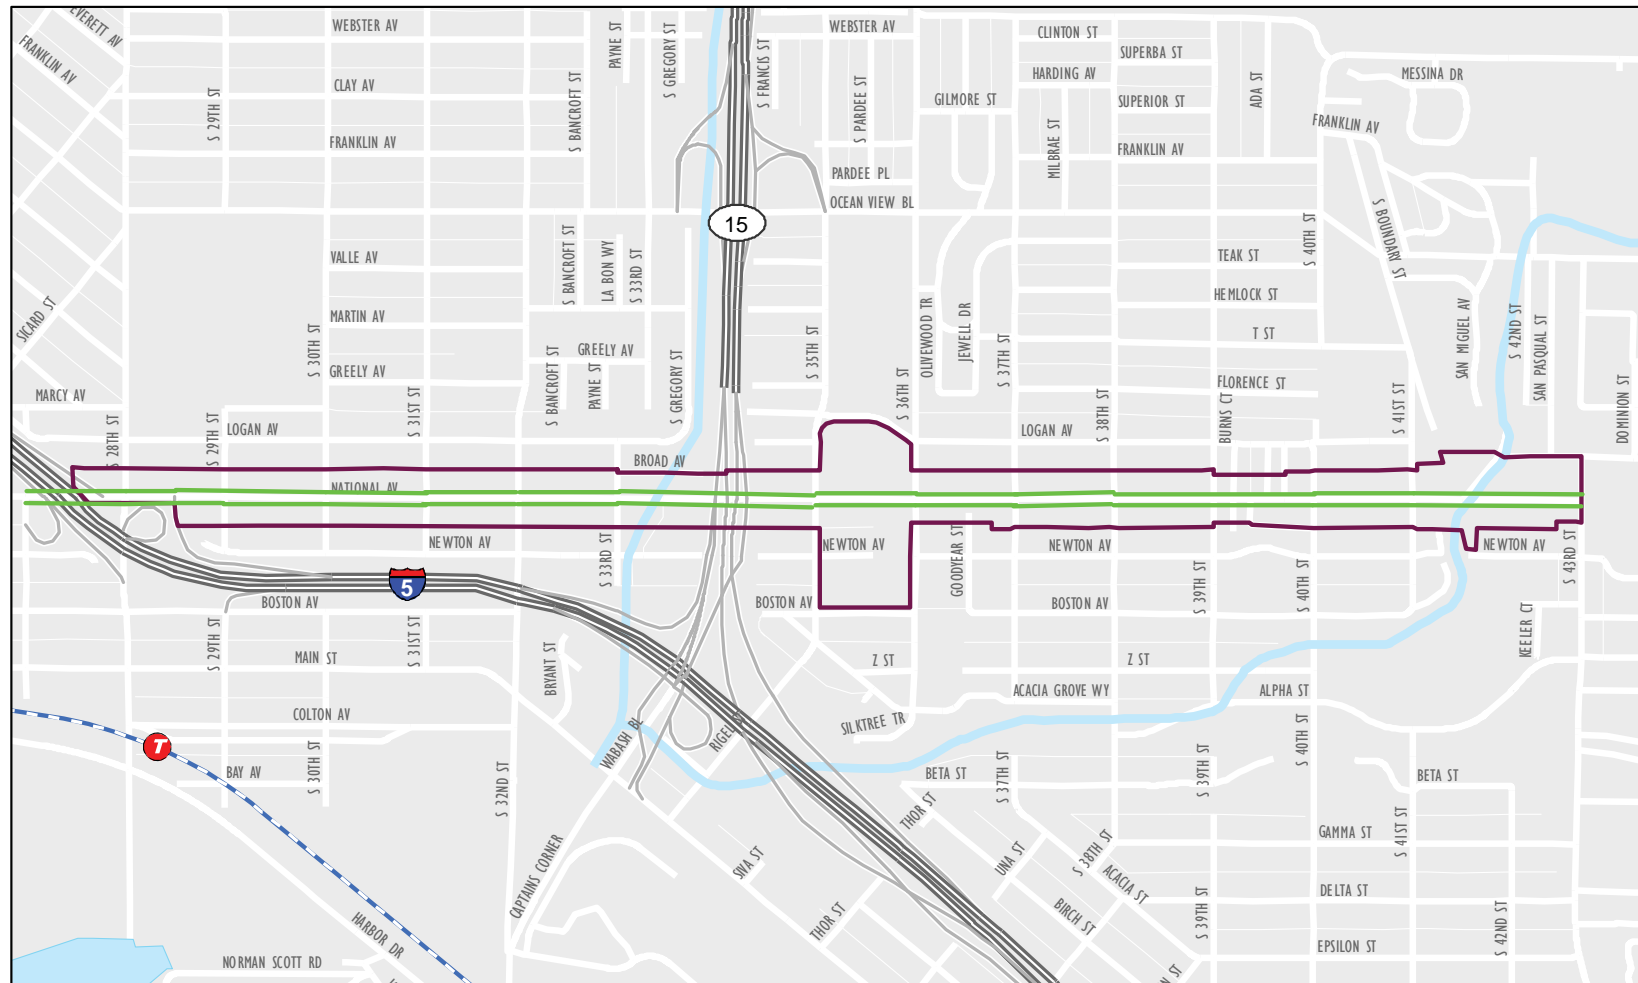 EVERETT AV
WEBSTER AV
PAYNE ST
S GREGORY ST
S FRANCIS ST
WEBSTER AV
CLINTON ST
SUPERBA ST
FRANKLIN AV
CLAY AV
S 29TH ST
S BANCROFT ST
S PARDEE ST
GILMORE ST
HARDING AV
SUPERIOR ST
ADA ST
MESSINA DR
FRANKLIN AV
FRANKLIN AV
MILBRAE ST
FRANKLIN AV
PARDEE PL
OCEAN VIEW BL
15
S BANCROFT ST
LA BON WY
S 33RD ST
S 40TH ST
S BOUNDARY ST
VALLE AV
TEAK ST
SICARD ST
S 30TH ST
MARTIN AV
HEMLOCK ST
S 35TH ST
OLIVEWOOD TR
JEWELL DR
S 37TH ST
T ST
SAN MIGUEL AV
S 42ND ST
SAN PASQUAL ST
GREELY AV
GREELY AV
S BANCROFT ST
PAYNE ST
S GREGORY ST
S 36TH ST
FLORENCE ST
MARCY AV
S 28TH ST
S 29TH ST
S 31ST ST
LOGAN AV
LOGAN AV
S 38TH ST
BURNS CT
S 41ST ST
DOMINION ST
BROAD AV
NATIONAL AV
NEWTON AV
S 33RD ST
NEWTON AV
GOODYEAR ST
NEWTON AV
S 39TH ST
S 40TH ST
NEWTON AV
S 43RD ST
5
BOSTON AV
BOSTON AV
BOSTON AV
S 29TH ST
S 31ST ST
KEELER CT
MAIN ST
BRYANT ST
Z ST
Z ST
ACACIA GROVE WY
ALPHA ST
COLTON AV
WABASH BL
SILKTREE TR
S 40TH ST
T
BAY AV
S 30TH ST
S 32ND ST
BETA ST
S 37TH ST
S 39TH ST
BETA ST
THOR ST
S 41ST ST
GAMMA ST
CAPTAINS CORNER
SIVA ST
UNA ST
S 38TH ST
ACACIA ST
DELTA ST
HARBOR DR
THOR ST
BIRCH ST
S 39TH ST
S 42ND ST
EPSILON ST
NORMAN SCOTT RD